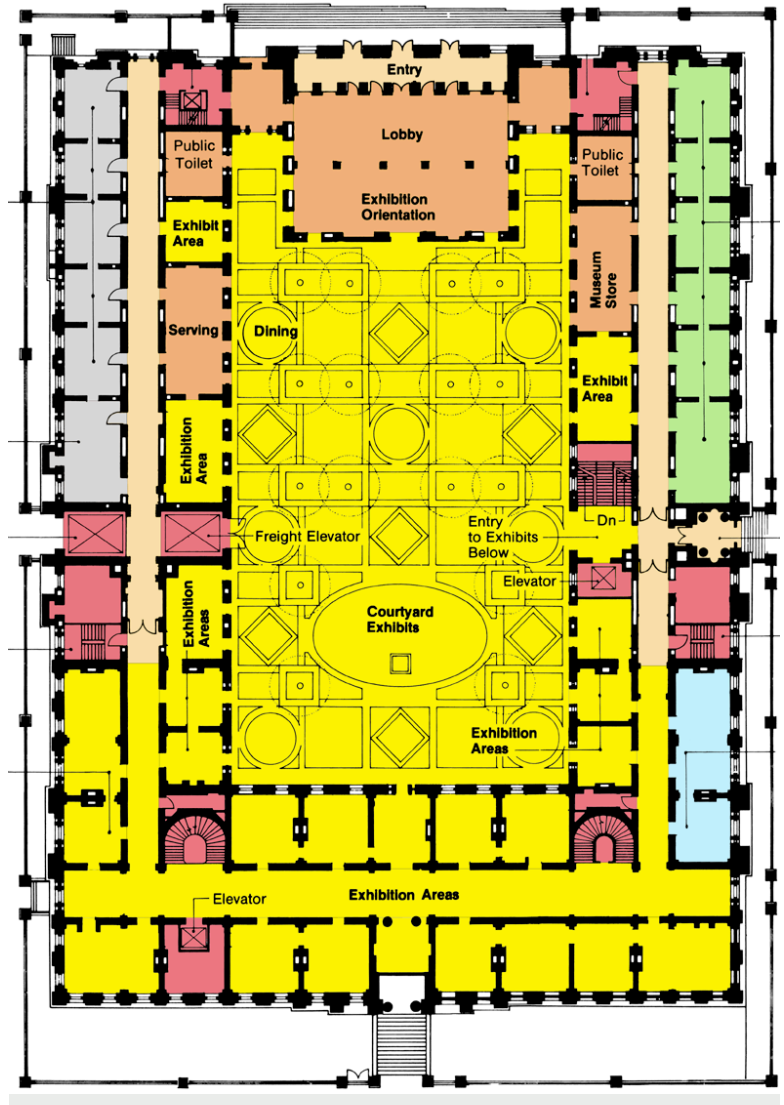 Entry
Lobby
Public
Toilet
Public
Toilet
Exhibition
Orientation
Exhibit
Area
Museum
Store
Serving
Dining
Exhibit
Area
Exhibition
Area
Dn
Freight Elevator
Entry
to Exhibits
Below
Elevator
Exhibition
Areas
Courtyard
Exhibits
Exhibition
Areas
Exhibition Areas
Elevator